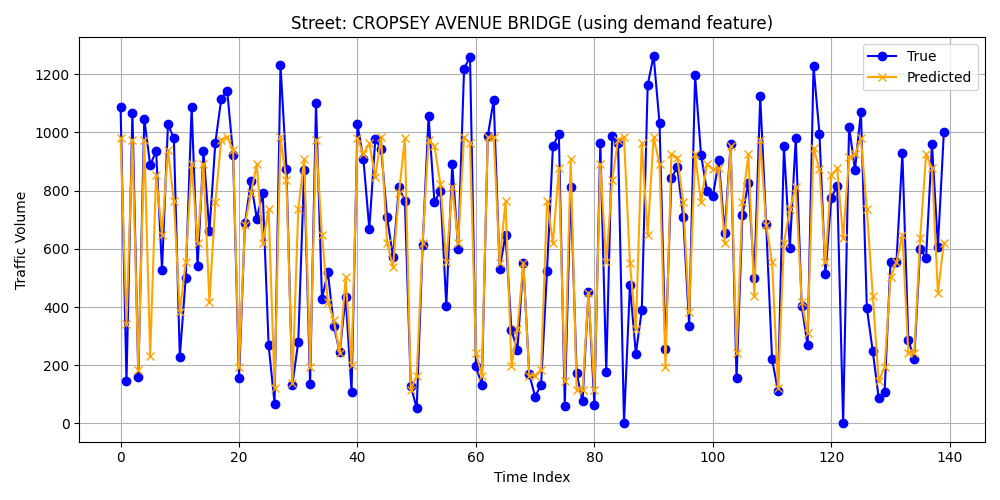 Street: CROPSEY AVENUE BRIDGE (using demand feature)
True
Predicted
Traffic Volume
1200
1000
800
600
400
200
0
0 20 40 60 80 100 120 140
Time Index